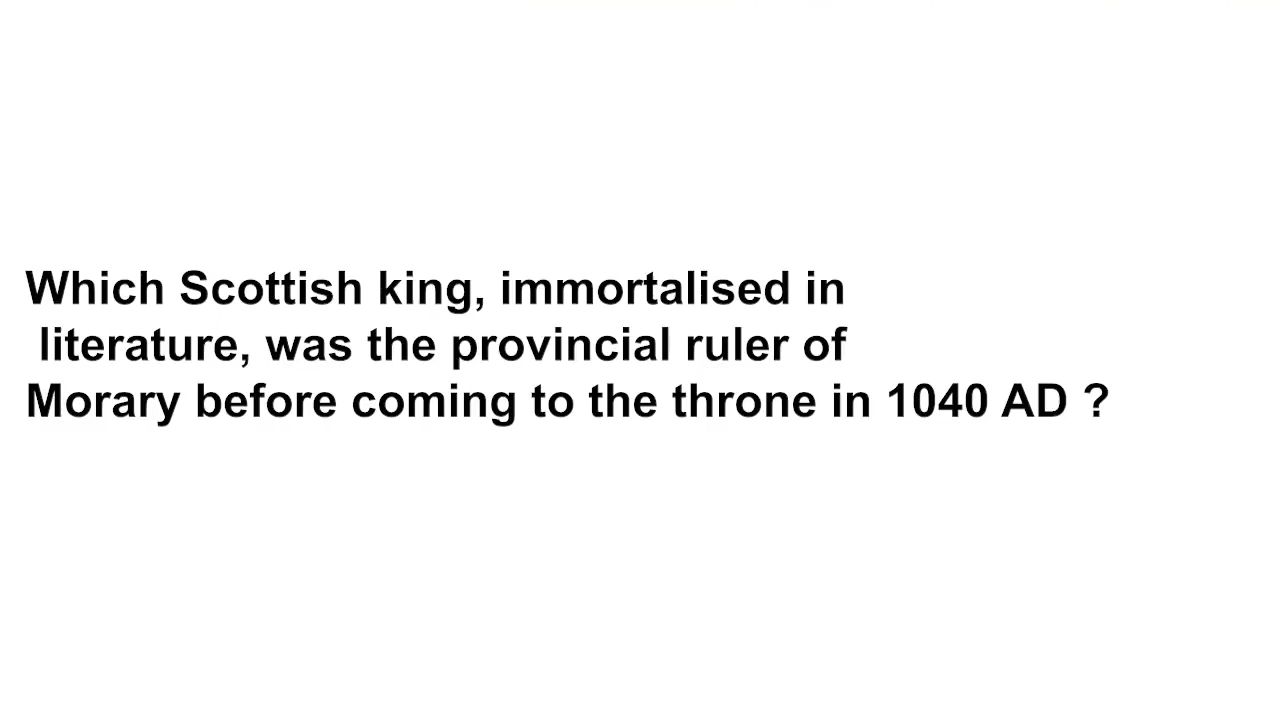 Which Scottish king, immortalised in
literature, was the provincial ruler of
Morary before coming to the throne in 1040 AD ?